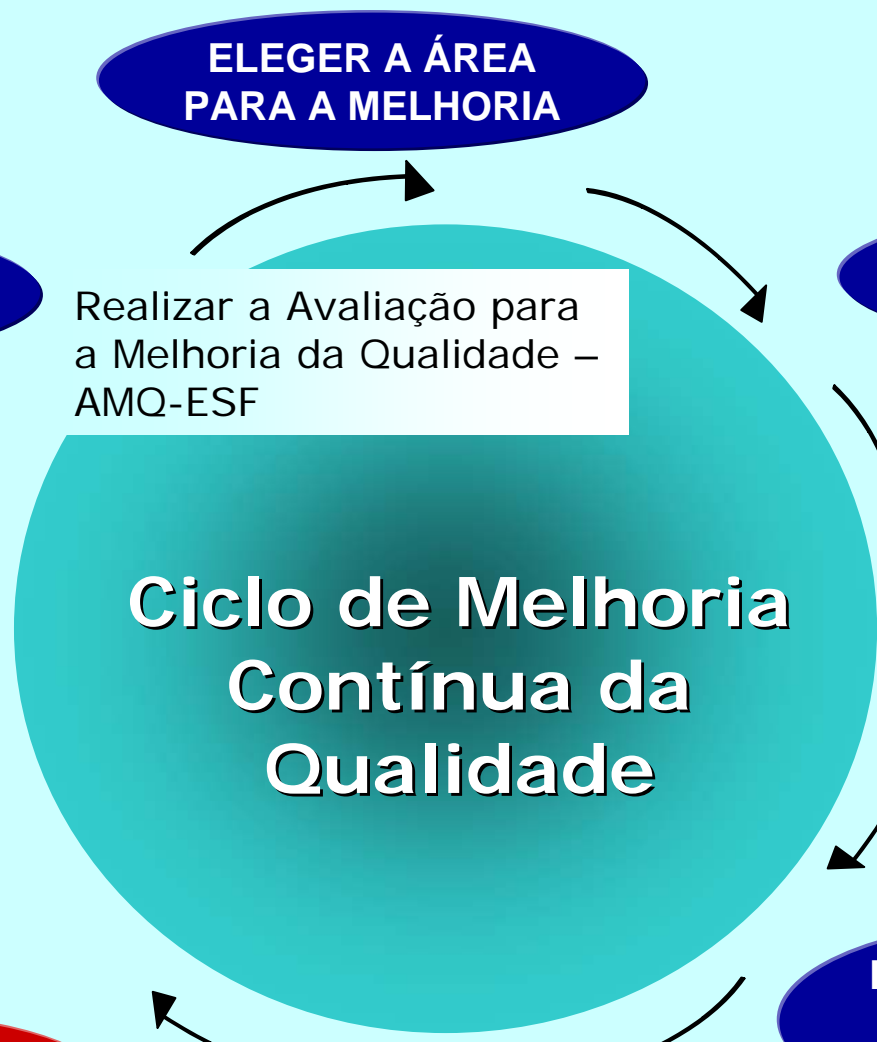 ELEGER A ÁREA
PARA A MELHORIA
Realizar a Avaliação para
a Melhoria da Qualidade –
AMQ-ESF
Ciclo de Melhoria
Contínua da
Qualidade